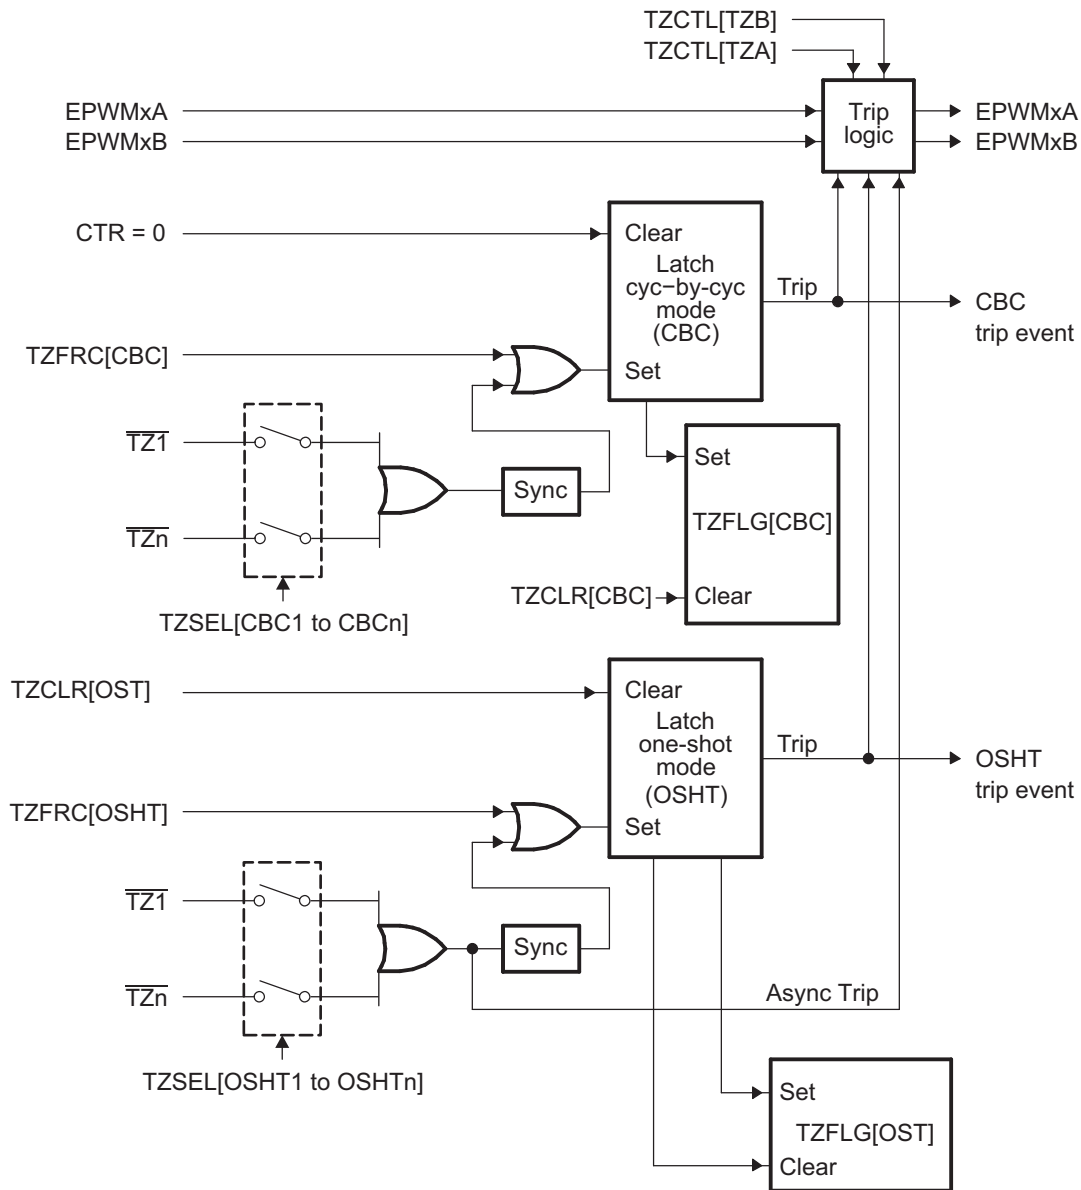 TZCTL[TZB]
TZCTL[TZA]
EPWMxA
EPWMxB
Trip
logic
EPWMxA
EPWMxB
CTR = 0
Clear
Latch
cyc−by-cyc
mode
(CBC)
Set
Trip
CBC
trip event
TZFRC[CBC]
TZ1
TZn
Sync
TZSEL[CBC1 to CBCn]
Set
TZFLG[CBC]
TZCLR[CBC]
Clear
TZCLR[OST]
Clear
Latch
one-shot
mode
(OSHT)
Set
Trip
OSHT
trip event
TZFRC[OSHT]
TZ1
TZn
Sync
Async Trip
TZSEL[OSHT1 to OSHTn]
Set
TZFLG[OST]
Clear